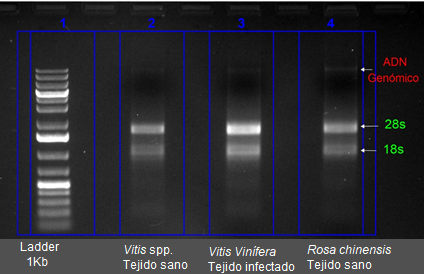 1 2 3 4
ADN
Genómico
28s
18s
Ladder
1Kb
Vitis spp.
Tejido sano
Vitis Vinífera
Tejido infectado
Rosa chinensis
Tejido sano